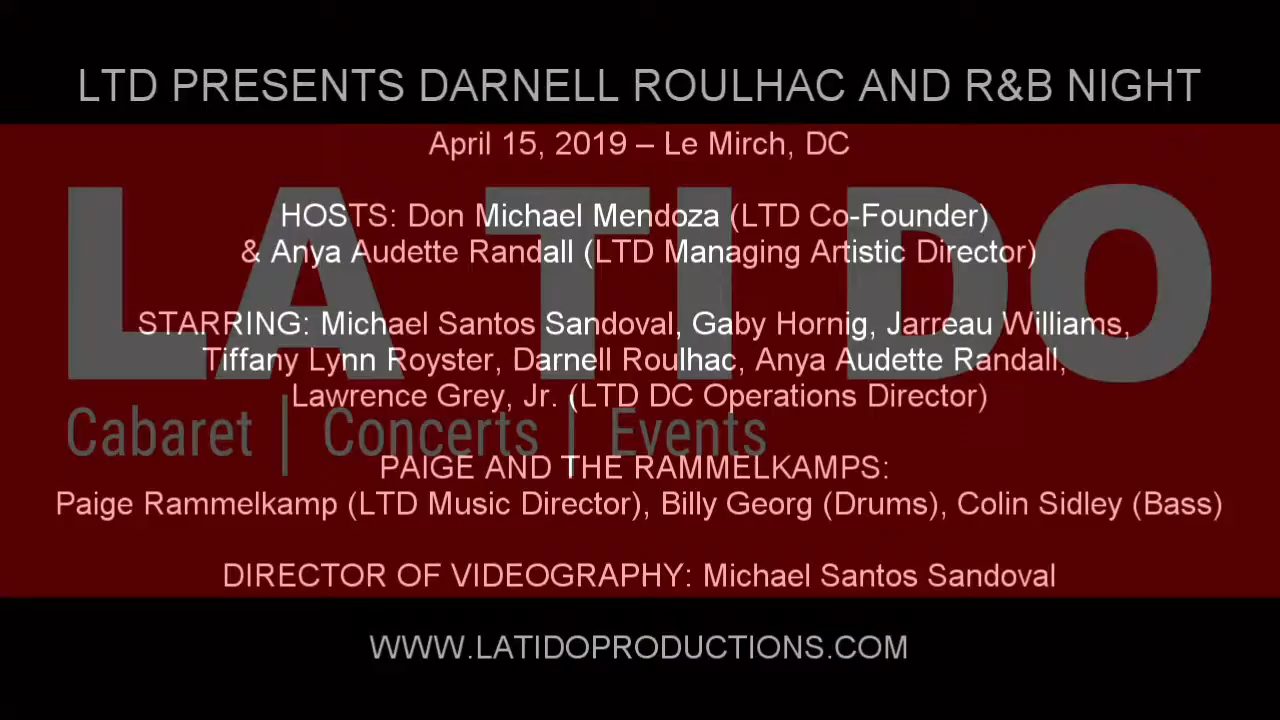 LTD PRESENTS DARNELL ROULHAC AND R&B NIGHT
April 15, 2019 – Le Mirch, DC
LA TI DO
HOSTS: Don Michael Mendoza (LTD Co-Founder)
& Anya Audette Randall (LTD Managing Artistic Director)
STARRING: Michael Santos Sandoval, Gaby Hornig, Jarreau Williams,
Tiffany Lynn Royster, Darnell Roulhac, Anya Audette Randall,
Lawrence Grey, Jr. (LTD DC Operations Director)
Cabaret | Concerts | Events
PAIGE AND THE RAMMELKAMPS:
Paige Rammelkamp (LTD Music Director), Billy Georg (Drums), Colin Sidley (Bass)
DIRECTOR OF VIDEOGRAPHY: Michael Santos Sandoval
WWW.LATIDOPRODUCTIONS.COM